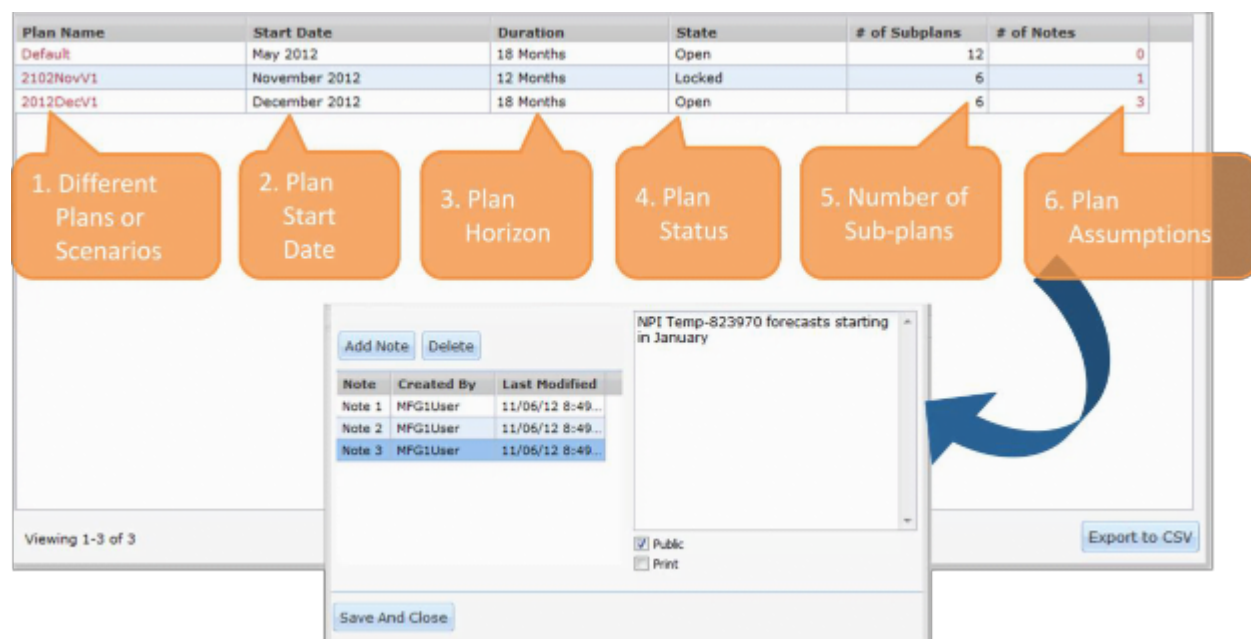 Plan Name Start Date Duration State # of Subplans # of Notes
Default May 2012 18 Months Open 12 0
2102NovV1 November 2012 12 Months Locked 6 1
2012DecV1 December 2012 18 Months Open 6 3
1. Different
Plans or
Scenarios
2. Plan
Start
Date
3. Plan
Horizon
4. Plan
Status
5. Number of
Sub-plans
6. Plan
Assumptions
Add Note Delete
Note Created By Last Modified
Note 1 MFG1User 11/06/12 8:49...
Note 2 MFG1User 11/06/12 8:49...
Note 3 MFG1User 11/06/12 8:49...
NPI Temp-823970 forecasts starting
in January
Public
Print
Save And Close
Viewing 1-3 of 3
Export to CSV